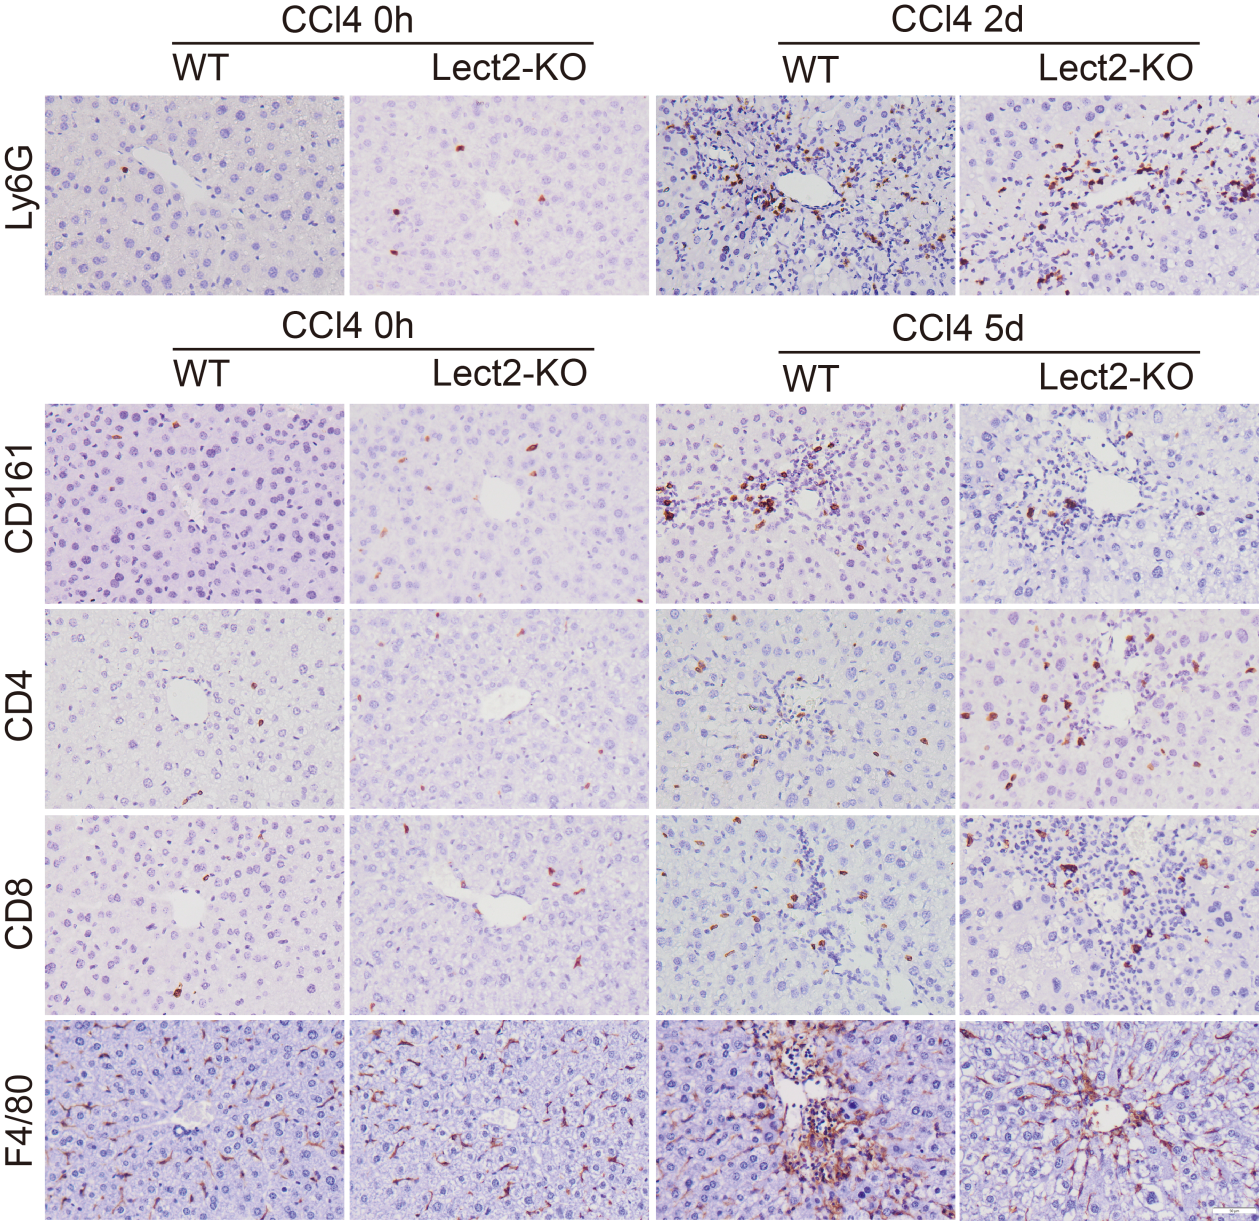 CCl4 0h CCl4 2d
WT Lect2-KO WT Lect2-KO
Ly6G
CCl4 0h CCl4 5d
WT Lect2-KO WT Lect2-KO
CD161
CD4
CD8
F4/80